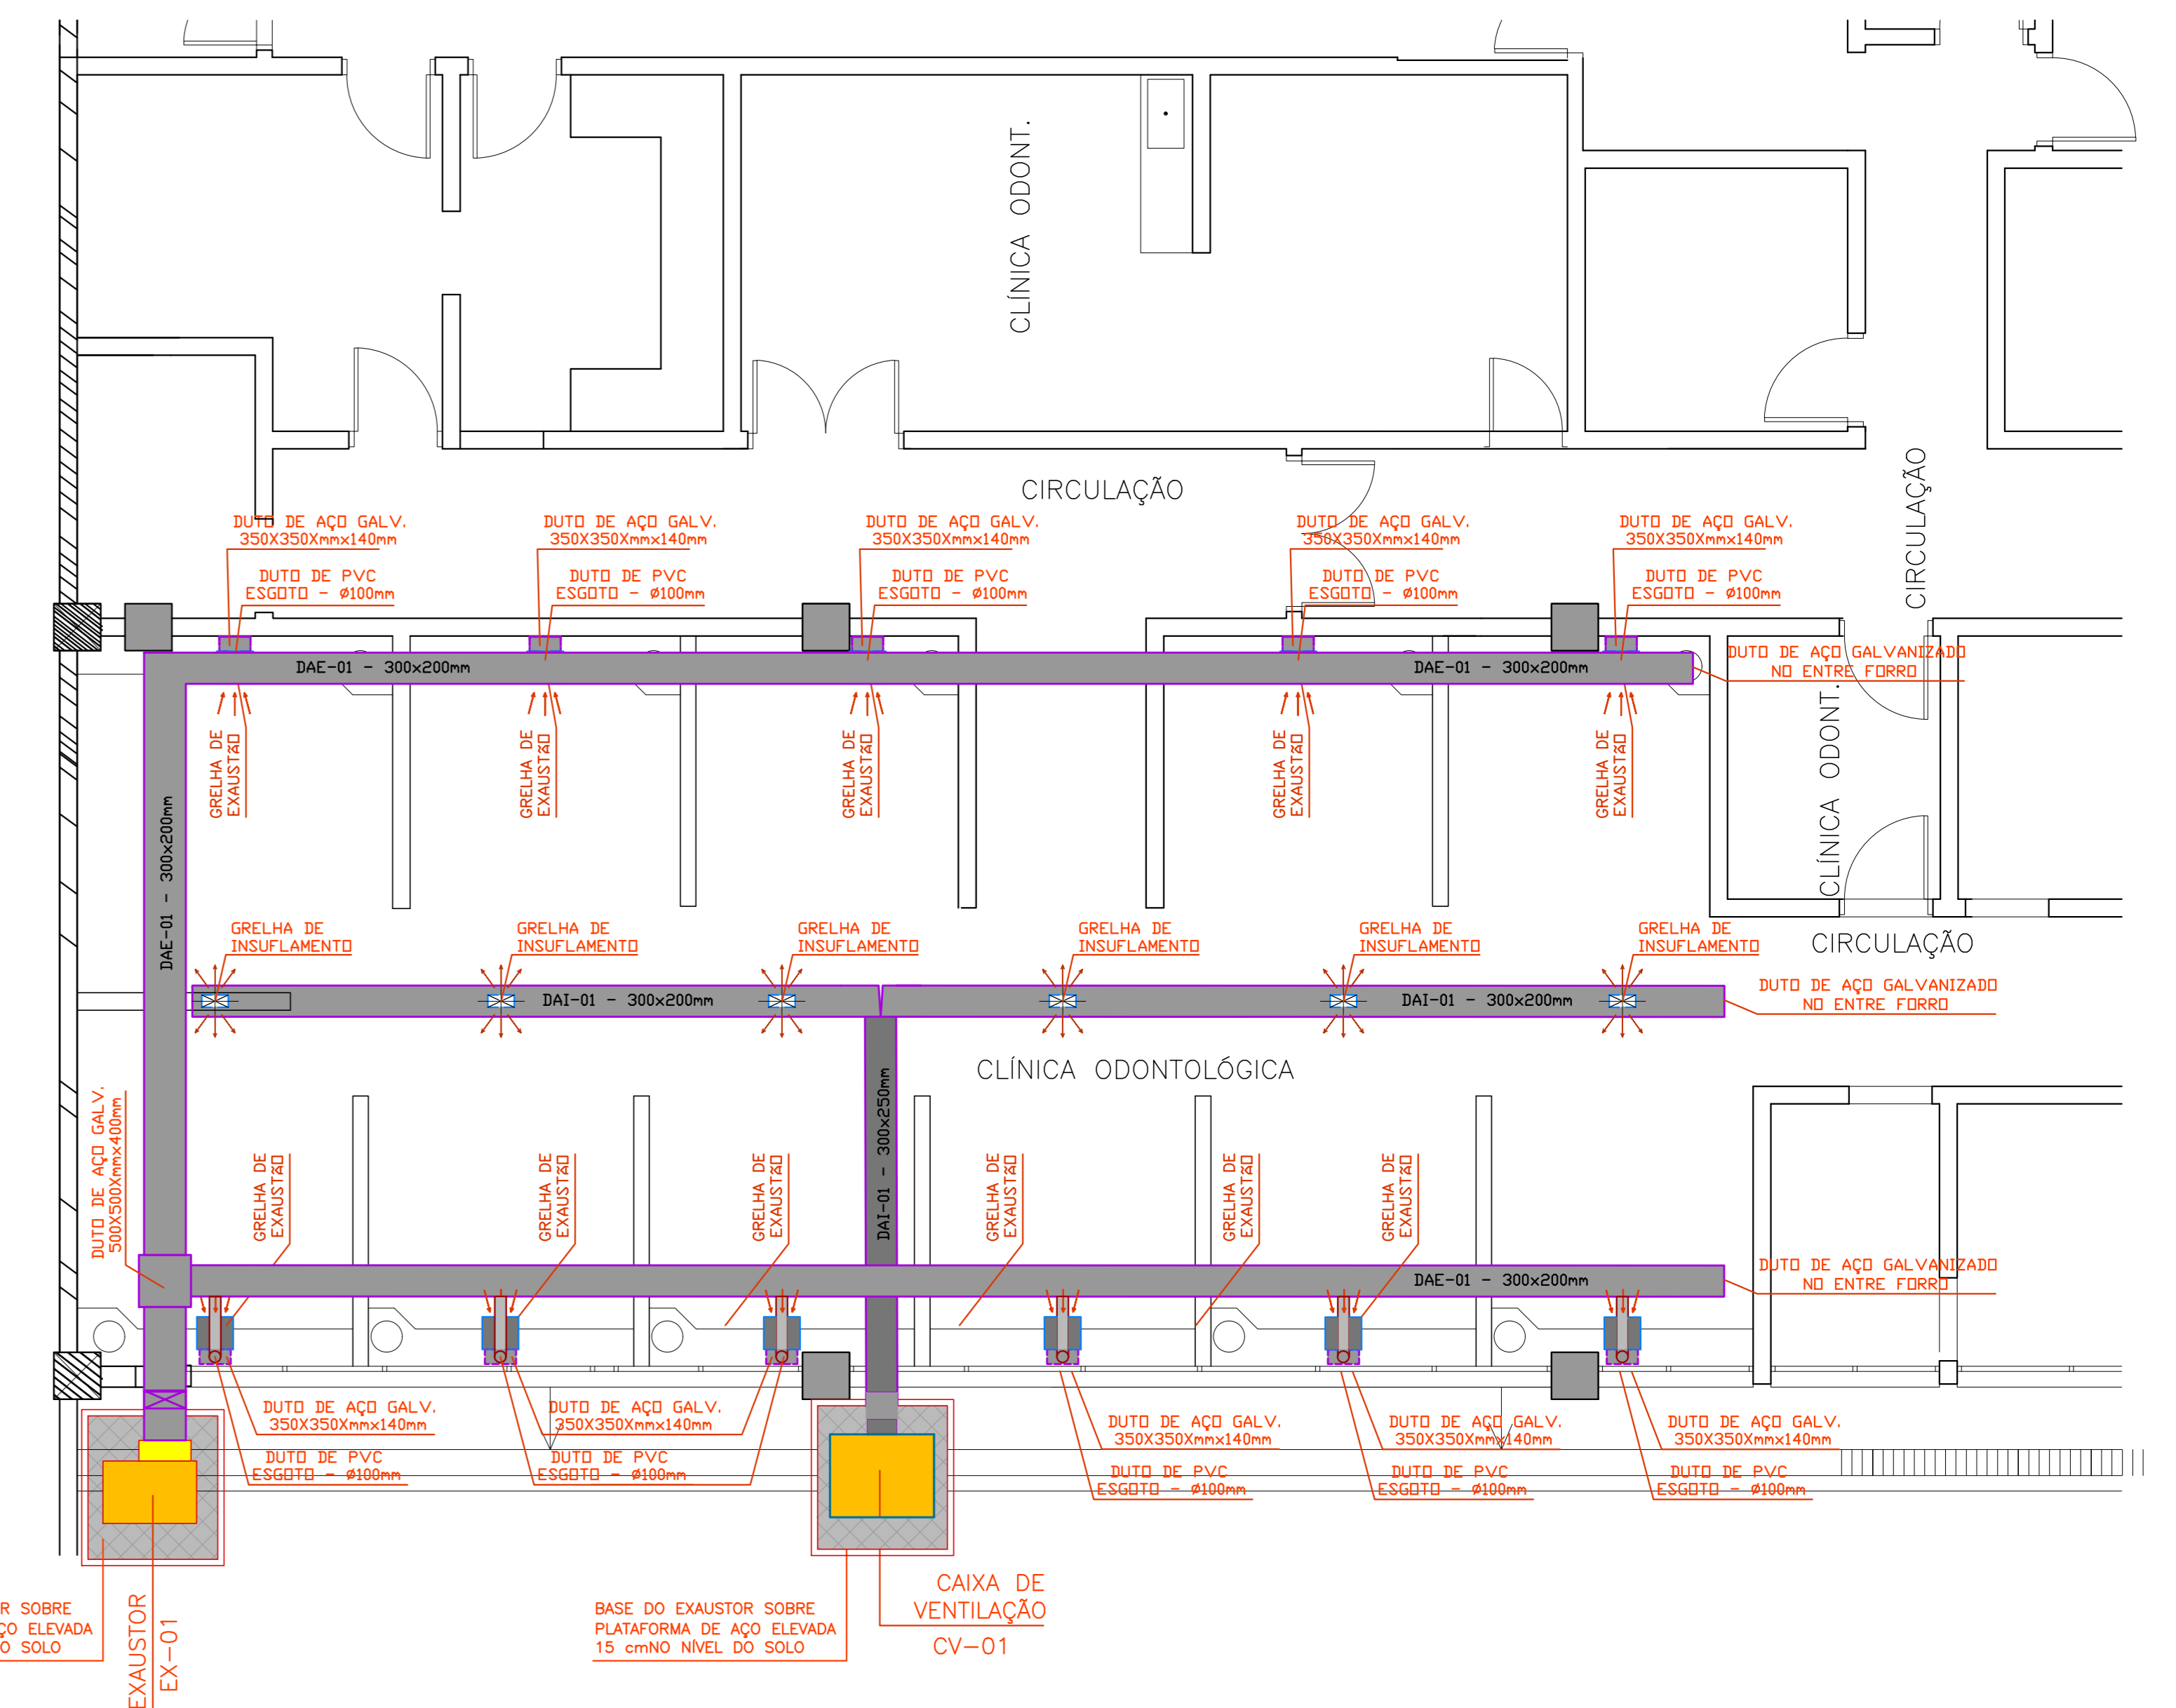 CLÍNICA ODONT.
CIRCULAÇÃO
CIRCULAÇÃO
DUTO DE AÇO GALV.
350X350Xmmx140mm
DUTO DE PVC
ESGOTO - Ø100mm
DUTO DE AÇO GALV.
350X350Xmmx140mm
DUTO DE PVC
ESGOTO - Ø100mm
DUTO DE AÇO GALV.
350X350Xmmx140mm
DUTO DE PVC
ESGOTO - Ø100mm
DUTO DE AÇO GALV.
350X350Xmmx140mm
DUTO DE PVC
ESGOTO - Ø100mm
DUTO DE AÇO GALV.
350X350Xmmx140mm
DUTO DE PVC
ESGOTO - Ø100mm
DAE-01 - 300x200mm
DAE-01 - 300x200mm
DUTO DE AÇO GALVANIZADO
NO ENTRE FORRO
GRELHA DE
EXAUSTÃO
GRELHA DE
EXAUSTÃO
GRELHA DE
EXAUSTÃO
GRELHA DE
EXAUSTÃO
GRELHA DE
EXAUSTÃO
CLÍNICA ODONT.
DAE-01 - 300x200mm
GRELHA DE
INSUFLAMENTO
GRELHA DE
INSUFLAMENTO
GRELHA DE
INSUFLAMENTO
GRELHA DE
INSUFLAMENTO
GRELHA DE
INSUFLAMENTO
GRELHA DE
INSUFLAMENTO
CIRCULAÇÃO
DAI-01 - 300x200mm
DAI-01 - 300x200mm
DUTO DE AÇO GALVANIZADO
NO ENTRE FORRO
CLÍNICA ODONTOLÓGICA
DAI-01 - 300x250mm
DUTO DE AÇO GALV.
500X500Xmmx400mm
GRELHA DE
EXAUSTÃO
GRELHA DE
EXAUSTÃO
GRELHA DE
EXAUSTÃO
GRELHA DE
EXAUSTÃO
GRELHA DE
EXAUSTÃO
GRELHA DE
EXAUSTÃO
DAE-01 - 300x200mm
DUTO DE AÇO GALVANIZADO
NO ENTRE FORRO
DUTO DE AÇO GALV.
350X350Xmmx140mm
DUTO DE PVC
ESGOTO - Ø100mm
DUTO DE AÇO GALV.
350X350Xmmx140mm
DUTO DE PVC
ESGOTO - Ø100mm
DUTO DE AÇO GALV.
350X350Xmmx140mm
DUTO DE PVC
ESGOTO - Ø100mm
DUTO DE AÇO GALV.
350X350Xmmx140mm
DUTO DE PVC
ESGOTO - Ø100mm
DUTO DE AÇO GALV.
350X350Xmmx140mm
DUTO DE PVC
ESGOTO - Ø100mm
R SOBRE
ÇO ELEVADA
O SOLO
EXAUSTOR
EX-01
BASE DO EXAUSTOR SOBRE
PLATAFORMA DE AÇO ELEVADA
15 cmNO NÍVEL DO SOLO
CAIXA DE
VENTILAÇÃO
CV-01